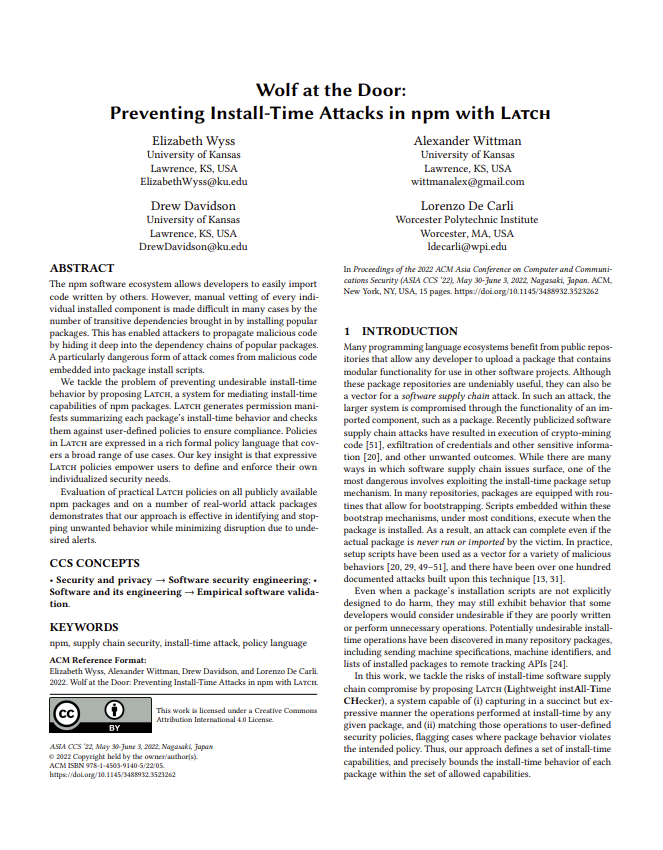 Wolf at the Door:
Preventing Install-Time Attacks in npm with LATCH
Elizabeth Wyss
University of Kansas
Lawrence, KS, USA
ElizabethWyss@ku.edu
Alexander Wittman
University of Kansas
Lawrence, KS, USA
wittmanalex@gmail.com
Drew Davidson
University of Kansas
Lawrence, KS, USA
DrewDavidson@ku.edu
Lorenzo De Carli
Worcester Polytechnic Institute
Worcester, MA, USA
ldecarli@wpi.edu
ABSTRACT
The npm software ecosystem allows developers to easily import
code written by others. However, manual vetting of every indi-
vidual installed component is made difficult in many cases by the
number of transitive dependencies brought in by installing popular
packages. This has enabled attackers to propagate malicious code
by hiding it deep into the dependency chains of popular packages.
A particularly dangerous form of attack comes from malicious code
embedded into package install scripts.
We tackle the problem of preventing undesirable install-time
behavior by proposing LATCH, a system for mediating install-time
capabilities of npm packages. LATCH generates permission mani-
fests summarizing each package's install-time behavior and checks
them against user-defined policies to ensure compliance. Policies
in LATCH are expressed in a rich formal policy language that cov-
ers a broad range of use cases. Our key insight is that expressive
LATCH policies empower users to define and enforce their own
individualized security needs.
Evaluation of practical LATCH policies on all publicly available
npm packages and on a number of real-world attack packages
demonstrates that our approach is effective in identifying and stop-
ping unwanted behavior while minimizing disruption due to unde-
sired alerts.
CCS CONCEPTS
• Security and privacy → Software security engineering; •
Software and its engineering → Empirical software valida-
tion.
KEYWORDS
npm, supply chain security, install-time attack, policy language
ACM Reference Format:
Elizabeth Wyss, Alexander Wittman, Drew Davidson, and Lorenzo De Carli.
2022. Wolf at the Door: Preventing Install-Time Attacks in npm with LATCH.
cc
BY
This work is licensed under a Creative Commons
Attribution International 4.0 License.
ASIA CCS '22, May 30-June 3, 2022, Nagasaki, Japan
© 2022 Copyright held by the owner/author(s).
ACM ISBN 978-1-4503-9140-5/22/05.
https://doi.org/10.1145/3488932.3523262
In Proceedings of the 2022 ACM Asia Conference on Computer and Communi-
cations Security (ASIA CCS '22), May 30-June 3, 2022, Nagasaki, Japan. ACM,
New York, NY, USA, 15 pages. https://doi.org/10.1145/3488932.3523262
1 INTRODUCTION
Many programming language ecosystems benefit from public repos-
itories that allow any developer to upload a package that contains
modular functionality for use in other software projects. Although
these package repositories are undeniably useful, they can also be
a vector for a software supply chain attack. In such an attack, the
larger system is compromised through the functionality of an im-
ported component, such as a package. Recently publicized software
supply chain attacks have resulted in execution of crypto-mining
code [51], exfiltration of credentials and other sensitive informa-
tion [20], and other unwanted outcomes. While there are many
ways in which software supply chain issues surface, one of the
most dangerous involves exploiting the install-time package setup
mechanism. In many repositories, packages are equipped with rou-
tines that allow for bootstrapping. Scripts embedded within these
bootstrap mechanisms, under most conditions, execute when the
package is installed. As a result, an attack can complete even if the
actual package is never run or imported by the victim. In practice,
setup scripts have been used as a vector for a variety of malicious
behaviors [20, 29, 49–51], and there have been over one hundred
documented attacks built upon this technique [13, 31].
Even when a package's installation scripts are not explicitly
designed to do harm, they may still exhibit behavior that some
developers would consider undesirable if they are poorly written
or perform unnecessary operations. Potentially undesirable install-
time operations have been discovered in many repository packages,
including sending machine specifications, machine identifiers, and
lists of installed packages to remote tracking APIs [24].
In this work, we tackle the risks of install-time software supply
chain compromise by proposing LATCH (Lightweight instAll-Time
CHecker), a system capable of (i) capturing in a succinct but ex-
pressive manner the operations performed at install-time by any
given package, and (ii) matching those operations to user-defined
security policies, flagging cases where package behavior violates
the intended policy. Thus, our approach defines a set of install-time
capabilities, and precisely bounds the install-time behavior of each
package within the set of allowed capabilities.